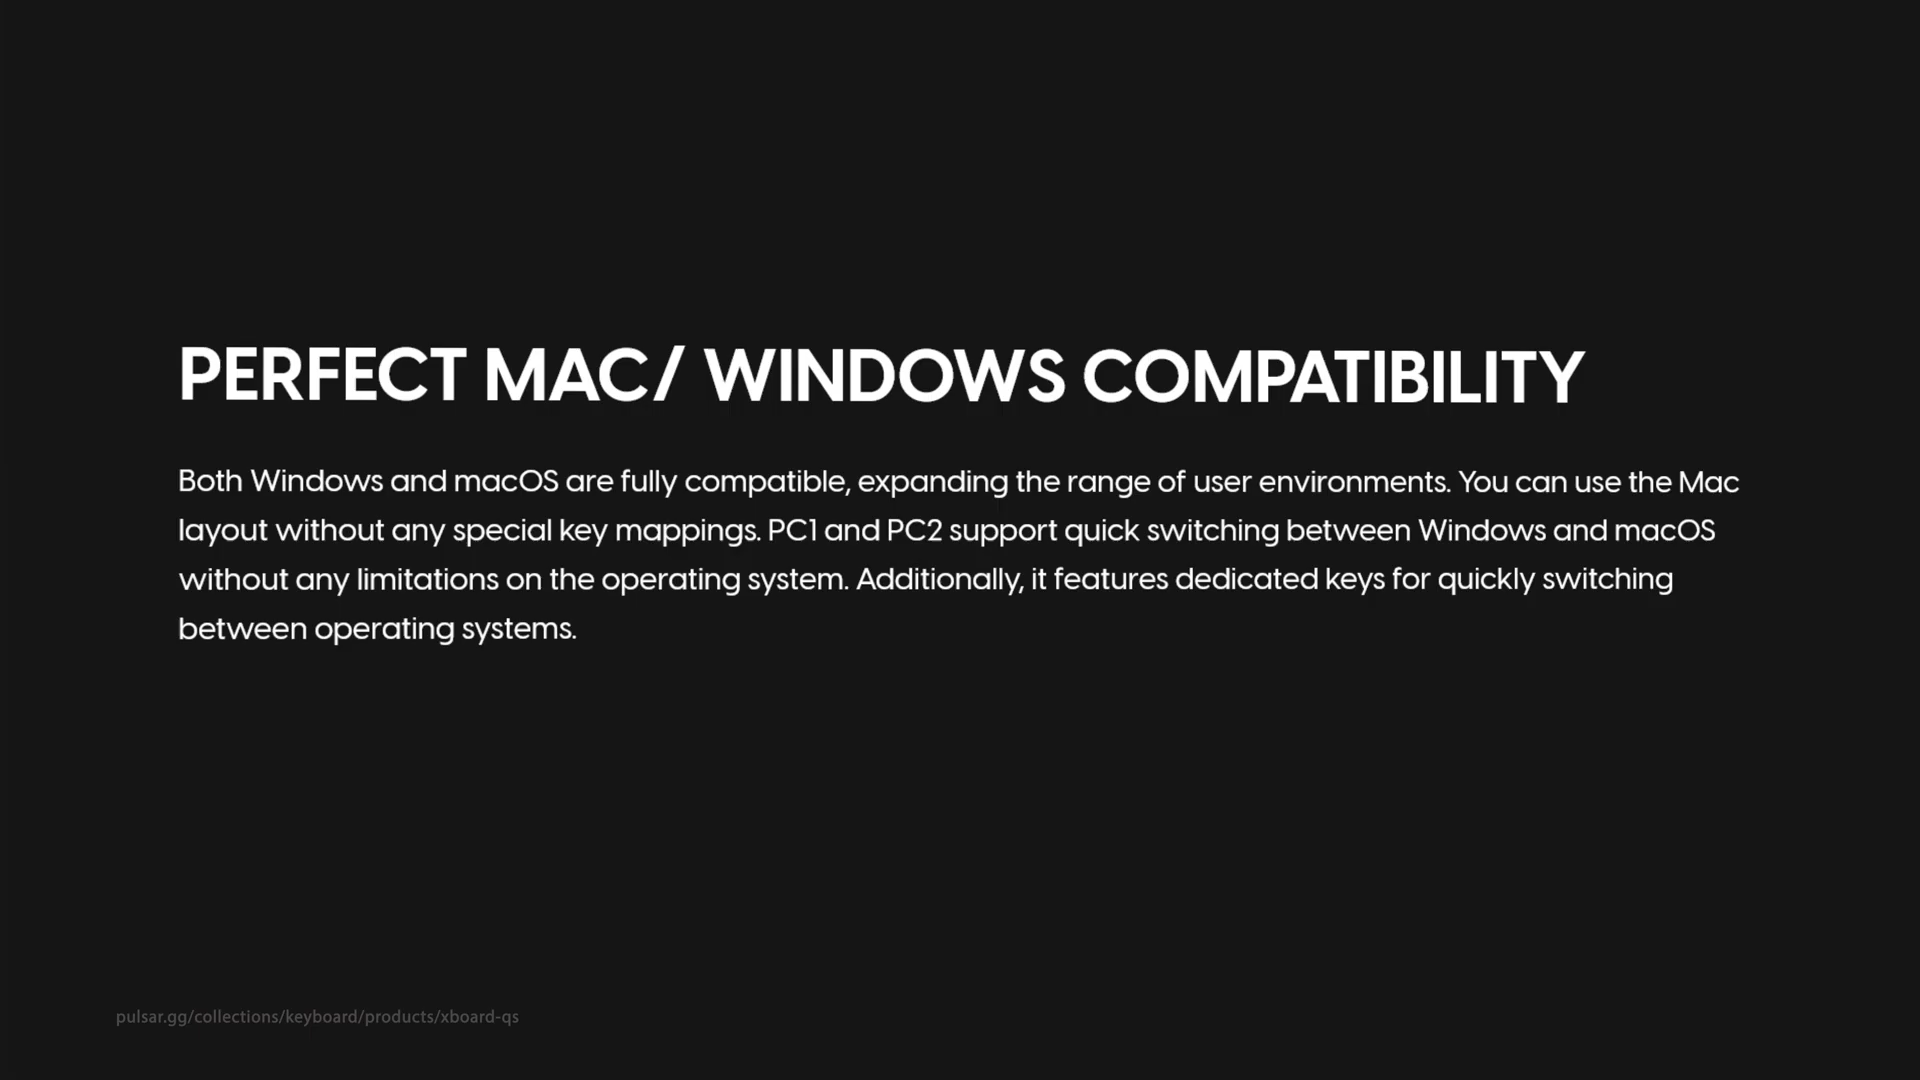 PERFECT MAC/ WINDOWS COMPATIBILITY
Both Windows and macOS are fully compatible, expanding the range of user environments. You can use the Mac
layout without any special key mappings. PC1 and PC2 support quick switching between Windows and macOS
without any limitations on the operating system. Additionally, it features dedicated keys for quickly switching
between operating systems.
pulsar.gg/collections/keyboard/products/xboard-qs